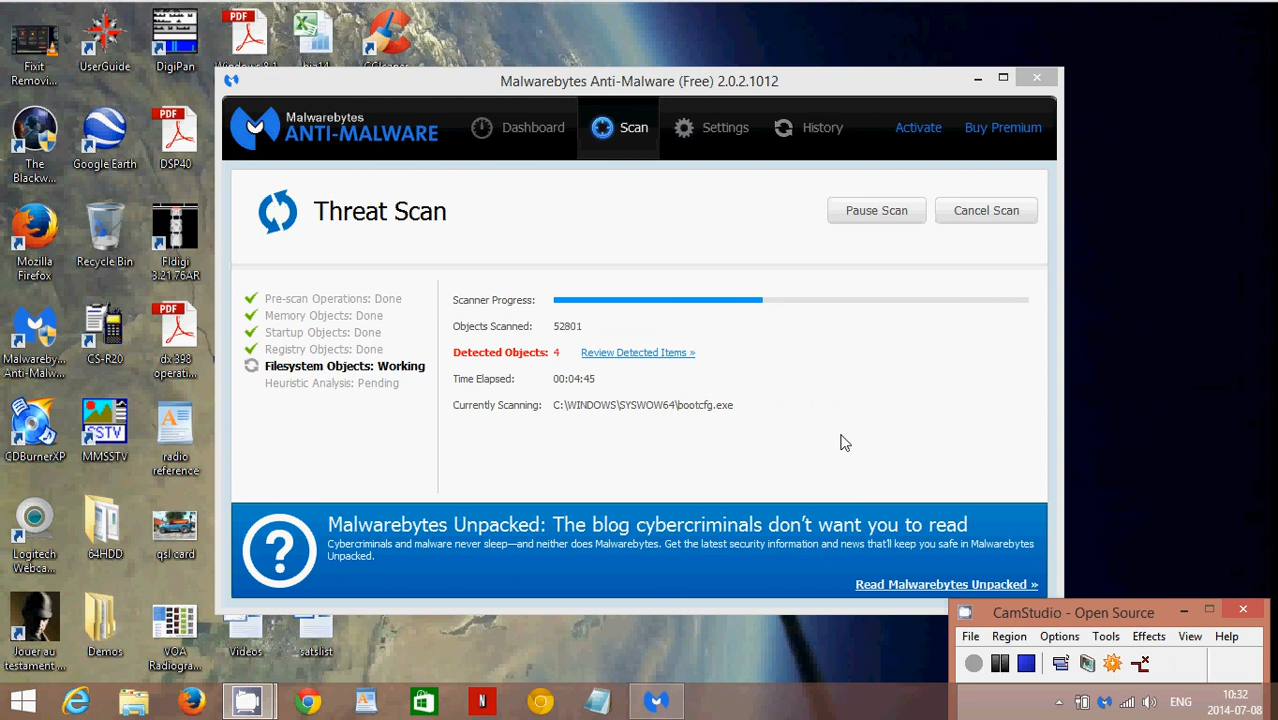 Fixit
Removi...
UserGuide
DigiPan
PDF
CCleaner
The
Blackw...
Google Earth
PDF
DSP40
Mozilla
Firefox
Recycle Bin
Fldigi
3.21.76AR
Malwareby...
Anti-Malw...
CS-R20
PDF
dx 398
operati...
CDBurnerXP
SSTV
MMSSTV
radio
reference
Logitech
Webca...
64HDD
qsl card
Jouer au
testament ...
Demos
VOA
Radiogra...
Videos
satslist
Malwarebytes Anti-Malware (Free) 2.0.2.1012
Malwarebytes
ANTI-MALWARE
Dashboard
Scan
Settings
History
Activate
Buy Premium
Threat Scan
Pause Scan
Cancel Scan
Pre-scan Operations: Done
Memory Objects: Done
Startup Objects: Done
Registry Objects: Done
Filesystem Objects: Working
Heuristic Analysis: Pending
Scanner Progress:
Objects Scanned: 52801
Detected Objects: 4 Review Detected Items »
Time Elapsed: 00:04:45
Currently Scanning: C:\WINDOWS\SYSWOW64\bootcfg.exe
Malwarebytes Unpacked: The blog cybercriminals don't want you to read
Cybercriminals and malware never sleep—and neither does Malwarebytes. Get the latest security information and news that'll keep you safe in Malwarebytes
Unpacked.
Read Malwarebytes Unpacked »
CamStudio - Open Source
File Region Options Tools Effects View Help
ENG
10:32
2014-07-08